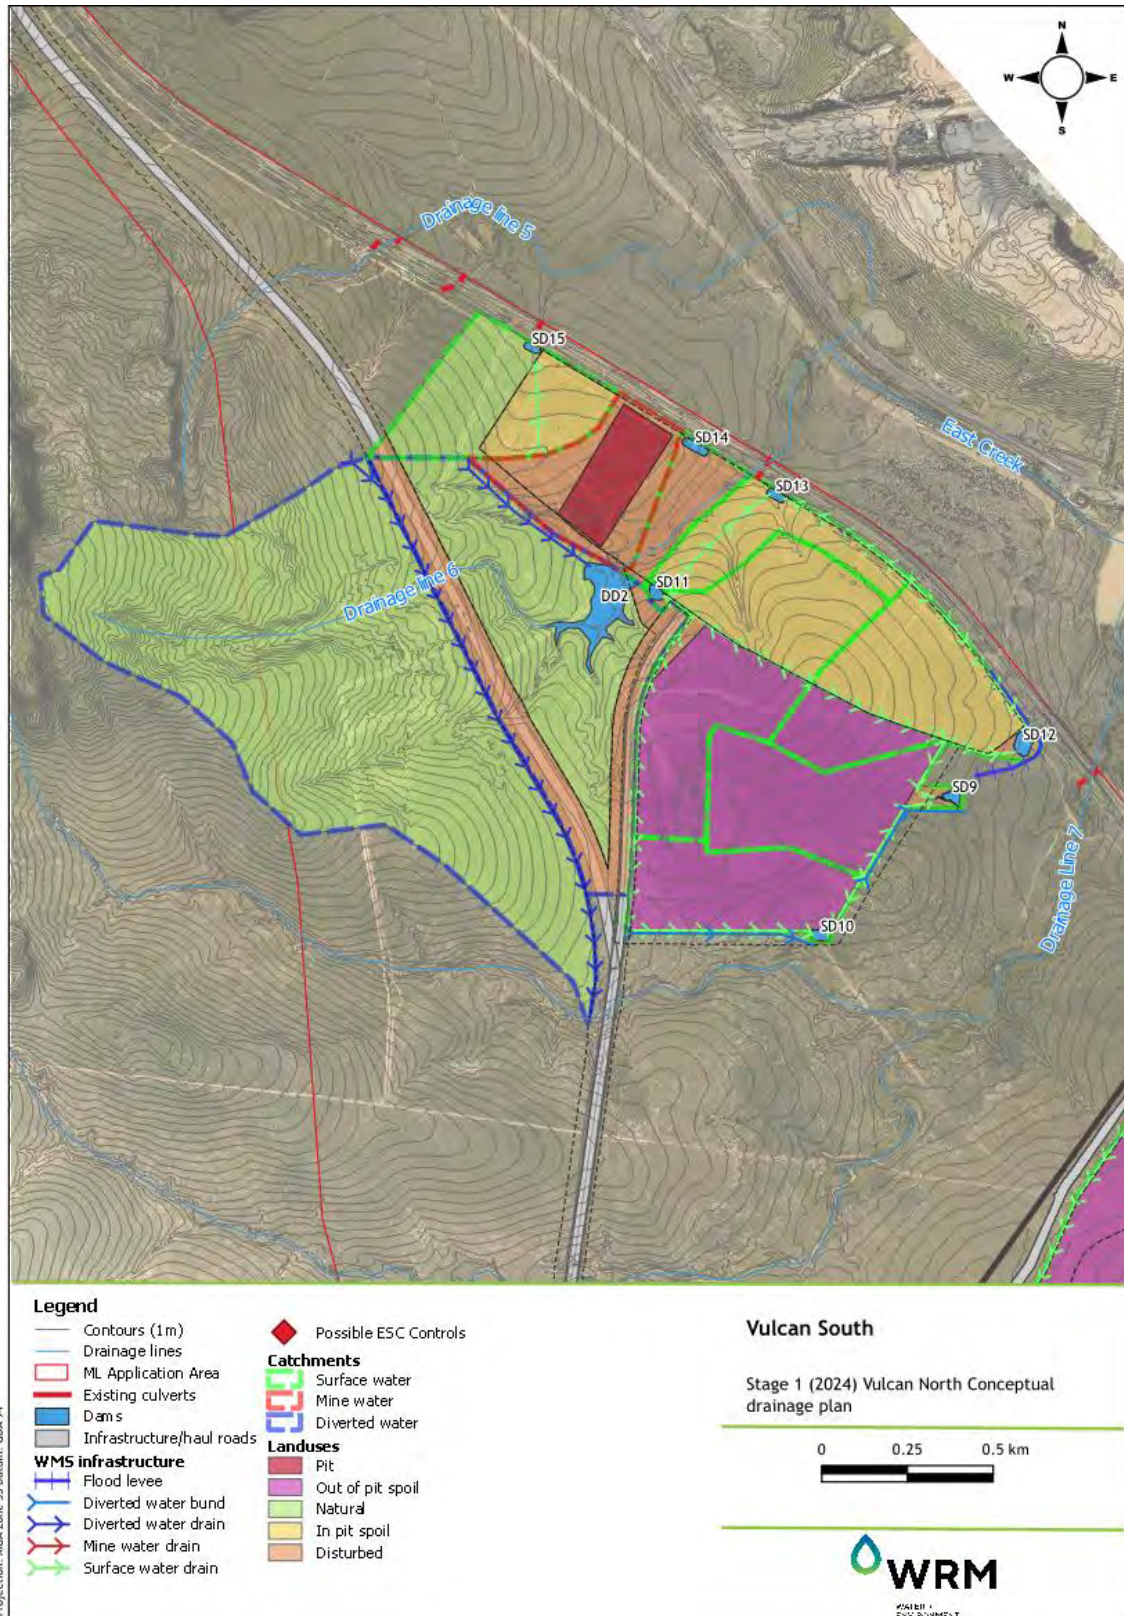 N
W
E
S
Drainage line 5
SD15
SD14
East Creek
SD13
Drainage line 6
DD2
SD11
SD12
SD9
Drainage Line 7
SD10
Legend
Contours (1m)
Drainage lines
ML Application Area
Existing culverts
Dams
Infrastructure/haul roads
WMS infrastructure
Flood levee
Diverted water bund
Diverted water drain
Mine water drain
Surface water drain
Possible ESC Controls
Catchments
Surface water
Mine water
Diverted water
Landuses
Pit
Out of pit spoil
Natural
In pit spoil
Disturbed
Vulcan South
Stage 1 (2024) Vulcan North Conceptual
drainage plan
0 0.25 0.5 km
WRM
WATER +
ENVIRONMENT